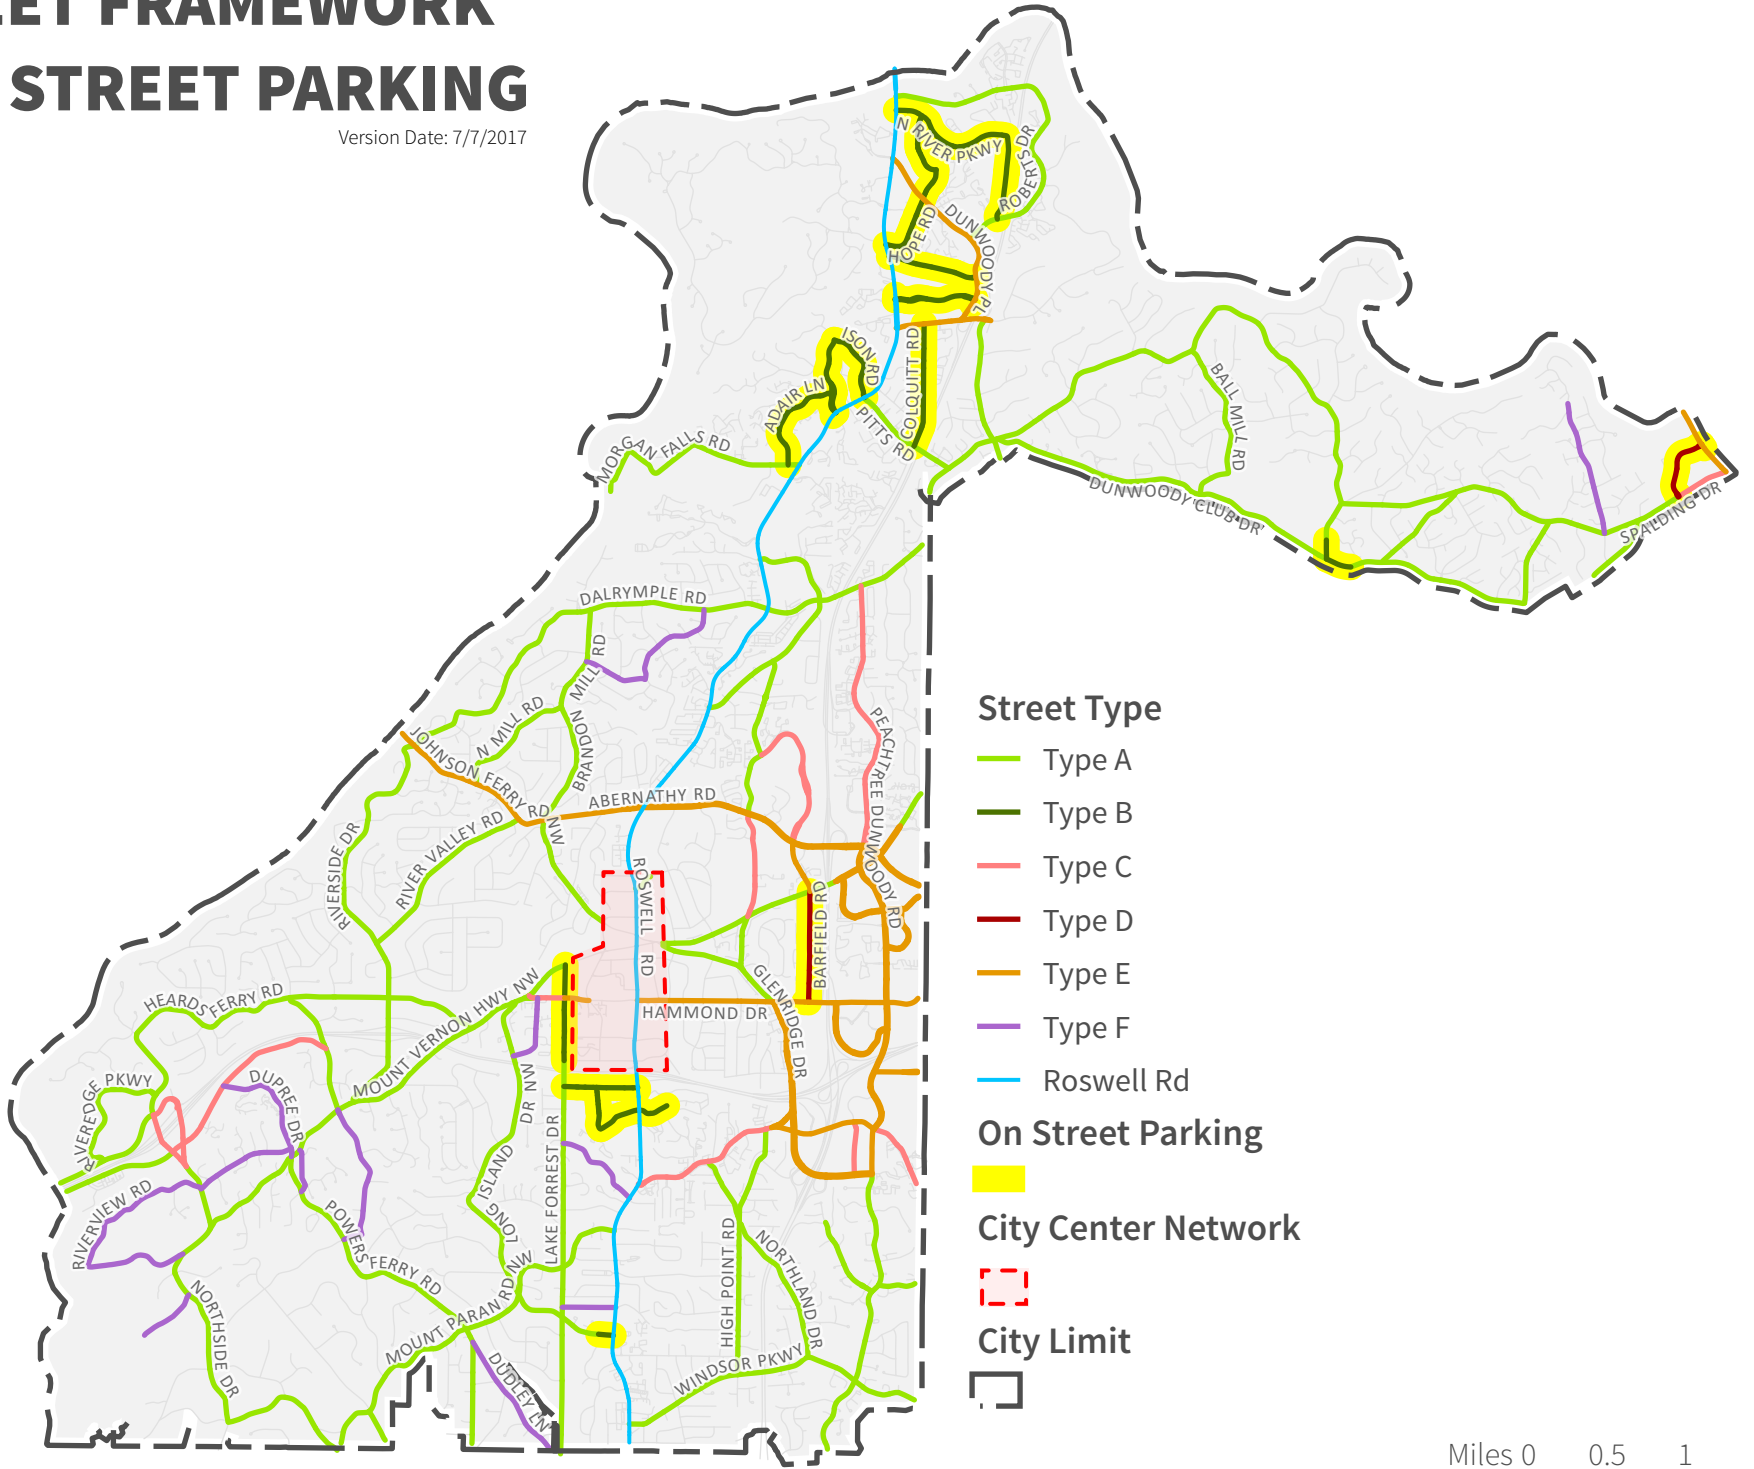 EET FRAMEWORK
STREET PARKING
Version Date: 7/7/2017
N RIVER PKWY
ROBERTS DR
HOPE RD
DUNWOODY PL
ISON RD
ADAIR LN
COLQUITT RD
PITTS RD
MORGAN FALLS RD
BALL MILL RD
DUNWOODY CLUB DR
SPALDING DR
DALRYMPLE RD
MILL RD
N MILL RD
BRANDON
NW
JOHNSON FERRY RD
ABERNATHY RD
PEACHTREE DUNWOODY RD
RIVER VALLEY RD
RIVERSIDE DR
ROSWELL RD
BARFIELD RD
GLENRIDGE DR
HAMMOND DR
HEARDS FERRY RD
MOUNT VERNON HWY NW
RIVEREDGE PKWY
DUPREE DR
LONG ISLAND DR NW
LAKE FORREST DR
RIVERVIEW RD
POWERS FERRY RD
NORTHSIDE DR
MOUNT PARAN RD NW
HIGH POINT RD
NORTHLAND DR
WINDSOR PKWY
DUDLEY LN
Street Type
Type A
Type B
Type C
Type D
Type E
Type F
Roswell Rd
On Street Parking
City Center Network
City Limit
Miles 0 0.5 1